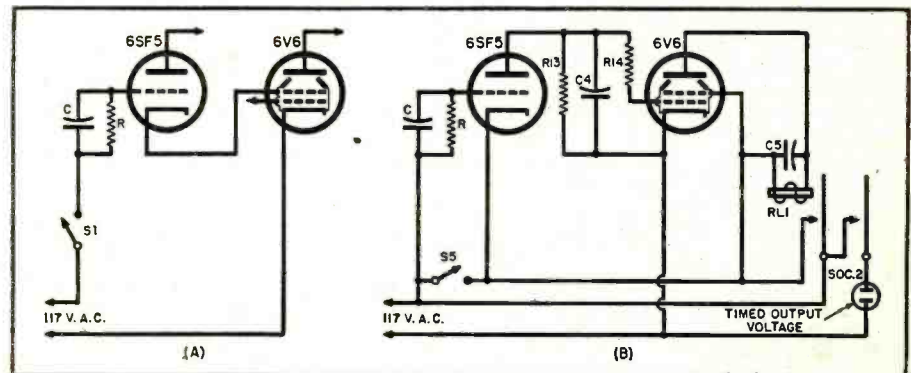 6SF5
6V6
C
R
S1
117 V. A.C.
(A)
6SF5
R13
C4
R14
6V6
C
R
C5
RL1
S5
SOC.2
117 V. A.C.
TIMED OUTPUT
VOLTAGE
(B)